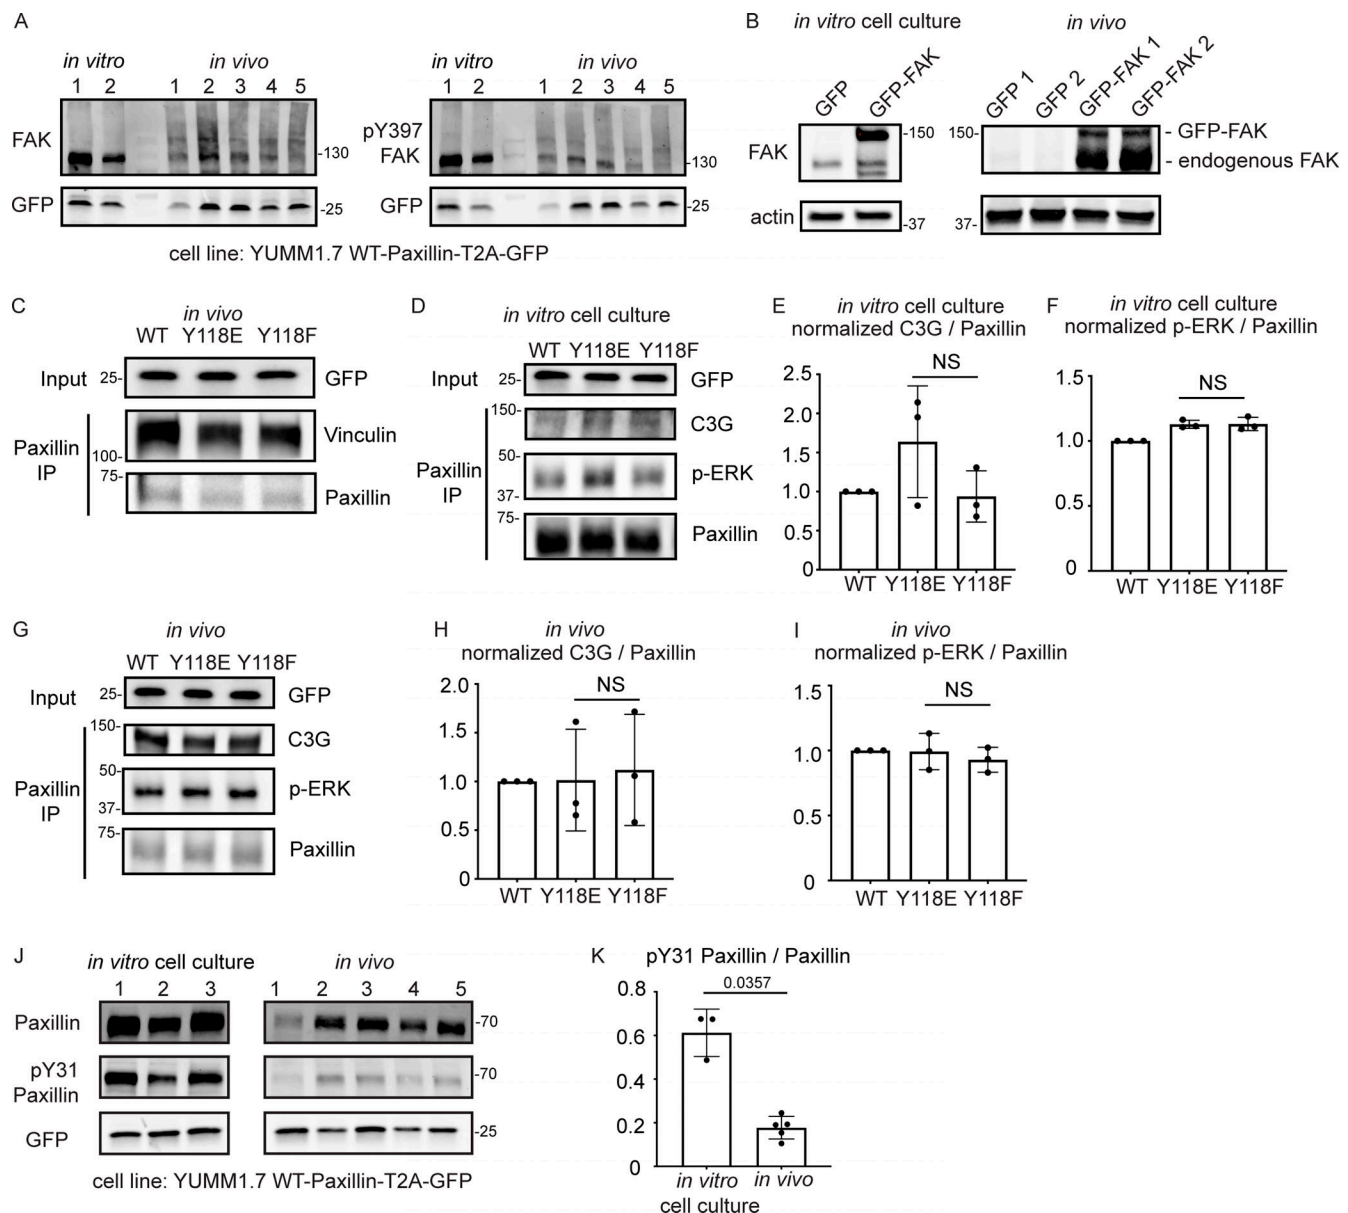 A
in vitro
in vivo
in vitro
in vivo
1 2 1 2 3 4 5
1 2 1 2 3 4 5
FAK
-130
pY397
FAK
-130
GFP
-25
GFP
-25
cell line: YUMM1.7 WT-Paxillin-T2A-GFP
B
in vitro cell culture
in vivo
GFP
GFP-FAK
GFP 1
GFP 2
GFP-FAK 1
GFP-FAK 2
FAK
-150
150-
- GFP-FAK
- endogenous FAK
actin
-37
37-
C
in vivo
WT Y118E Y118F
Input 25- GFP
Paxillin
IP
Vinculin
100-
75-
Paxillin
D
in vitro cell culture
WT Y118E Y118F
Input 25- GFP
150-
C3G
Paxillin
IP
50-
p-ERK
37-
75-
Paxillin
E
in vitro cell culture
normalized C3G / Paxillin
NS
2.5
2.0
1.5
1.0
0.5
0
WT Y118E Y118F
F
in vitro cell culture
normalized p-ERK / Paxillin
NS
1.5
1.0
0.5
0
WT Y118E Y118F
G
in vivo
WT Y118E Y118F
Input 25- GFP
150-
C3G
Paxillin
IP
50-
p-ERK
37-
75-
Paxillin
H
in vivo
normalized C3G / Paxillin
NS
2.0
1.5
1.0
0.5
0
WT Y118E Y118F
I
in vivo
normalized p-ERK / Paxillin
NS
1.5
1.0
0.5
0
WT Y118E Y118F
J
in vitro cell culture
in vivo
1 2 3
1 2 3 4 5
Paxillin
-70
pY31
Paxillin
-70
GFP
-25
cell line: YUMM1.7 WT-Paxillin-T2A-GFP
K
pY31 Paxillin / Paxillin
0.0357
0.8
0.6
0.4
0.2
0
in vitro
cell culture
in vivo